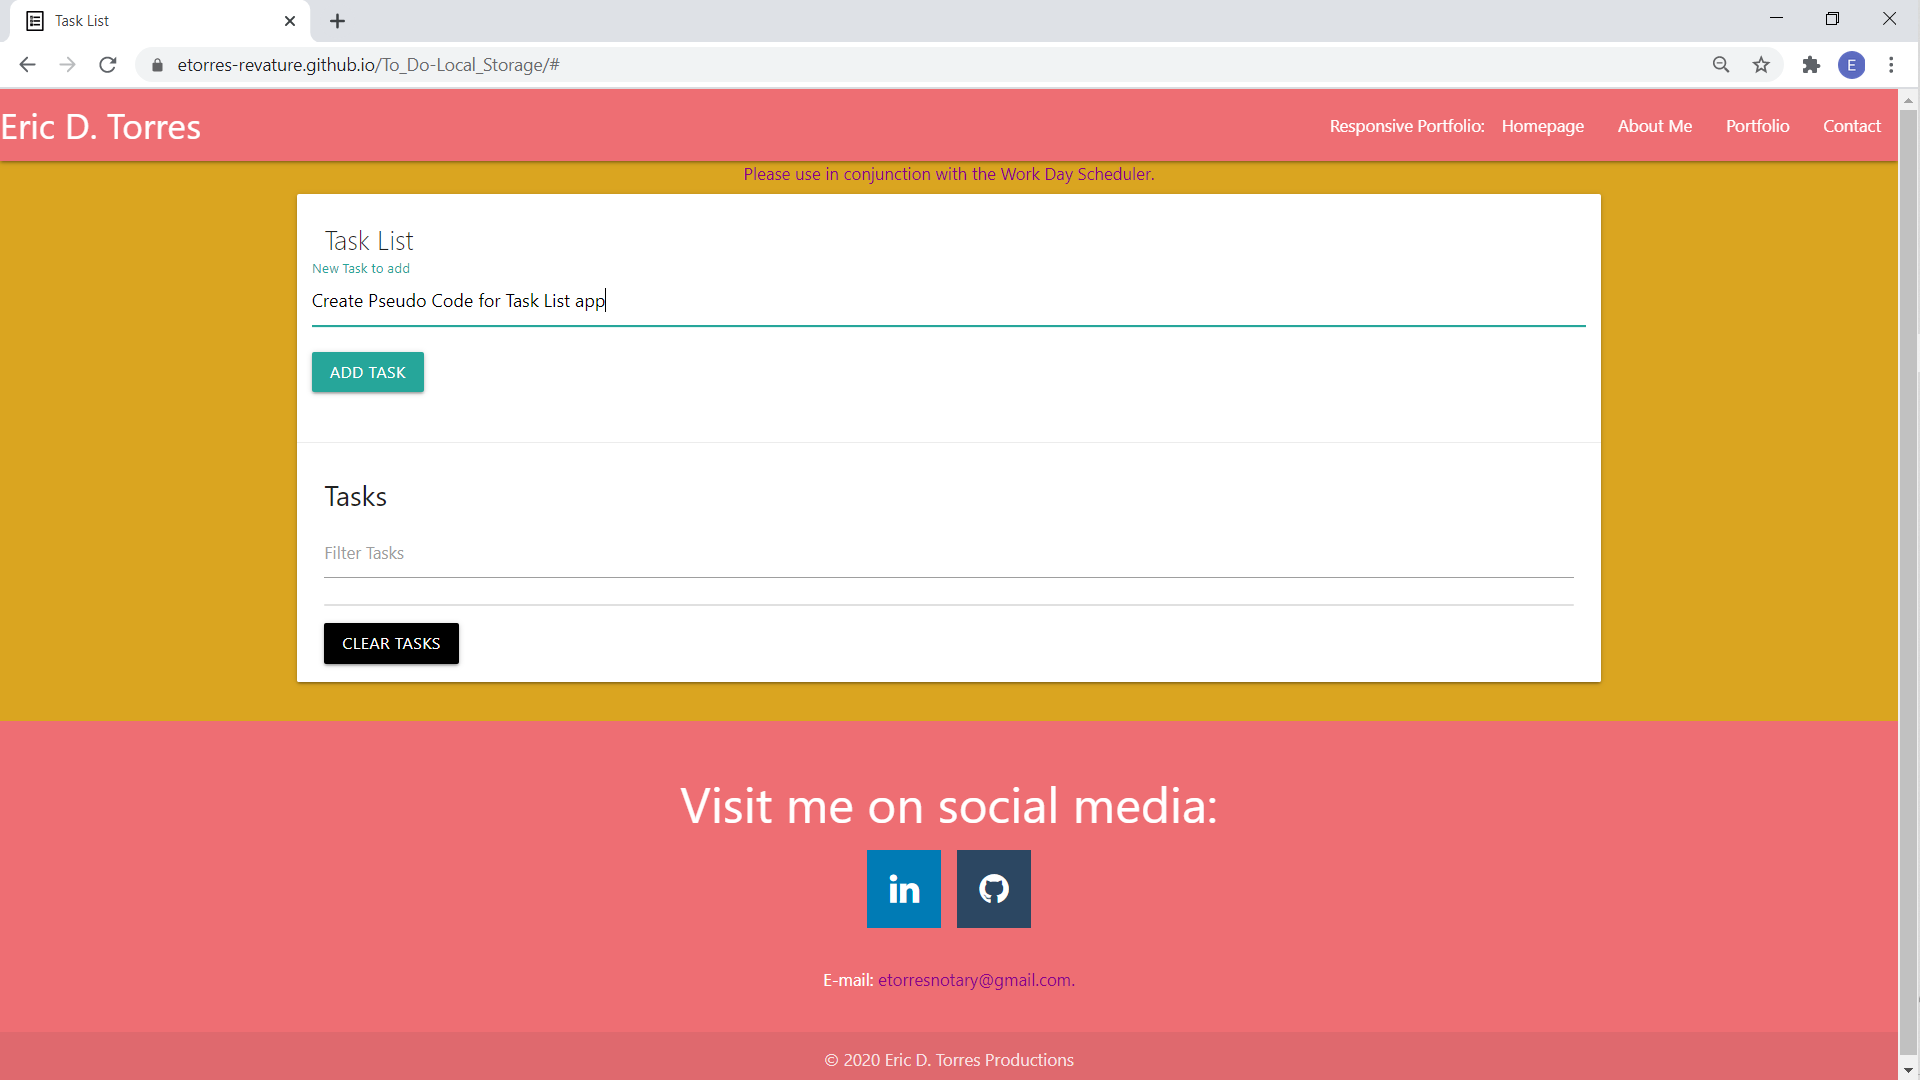 Task List
etorres-revature.github.io/To_Do-Local_Storage/#
E
Eric D. Torres
Responsive Portfolio: Homepage About Me Portfolio Contact
Please use in conjunction with the Work Day Scheduler.
Task List
New Task to add
Create Pseudo Code for Task List app
ADD TASK
Tasks
Filter Tasks
CLEAR TASKS
Visit me on social media:
in
E-mail: etorresnotary@gmail.com.
© 2020 Eric D. Torres Productions